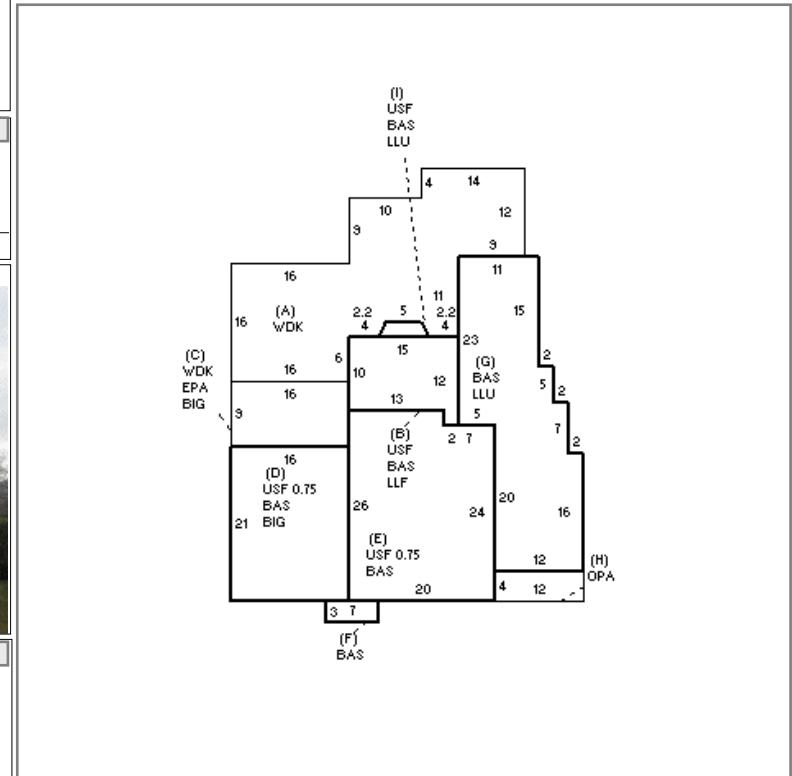 (I)
USF
BAS
LLU
4
14
10
12
9
9
11
16
11
15
16
(A)
WDK
2.2
5
2.2
4
4
23
6
15
2
(C)
WDK
EPA
BIG
16
16
10
12
(G)
BAS
LLU
5
2
9
13
5
7
2
16
(B)
USF
BAS
LLF
2
7
(D)
USF 0.75
BAS
BIG
21
26
24
20
16
(E)
USF 0.75
BAS
12
(H)
OPA
20
4
12
3
7
(F)
BAS